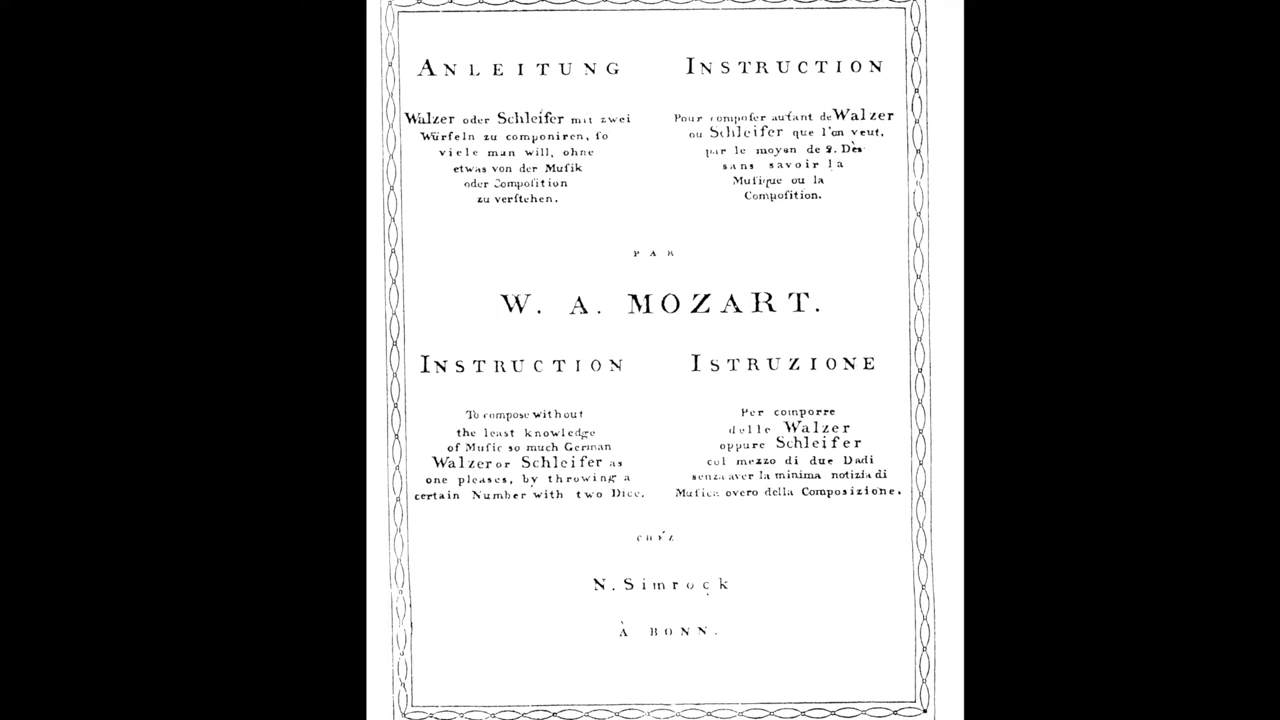 ANLEITUNG
Walzer oder Schleifer mit zwei
Würfeln zu componiren, ſo
viele man will, ohne
etwas von der Muſik
oder Compoſition
zu verſtehen.
INSTRUCTION
Pour compoſer autant de Walzer
ou Schleifer que l'on veut,
par le moyen de 2. Dès
sans savoir la
Muſique ou la
Compoſition.
PAR
W. A. MOZART.
INSTRUCTION
To compose without
the least knowledge
of Muſic so much German
Walzer or Schleifer as
one pleases, by throwing a
certain Number with two Dice.
ISTRUZIONE
Per comporre
delle Walzer
oppure Schleifer
col mezzo di due Dadi
senza aver la minima notizia di
Muſica overo della Composizione.
CHÉZ
N. Simrock
À BONN.